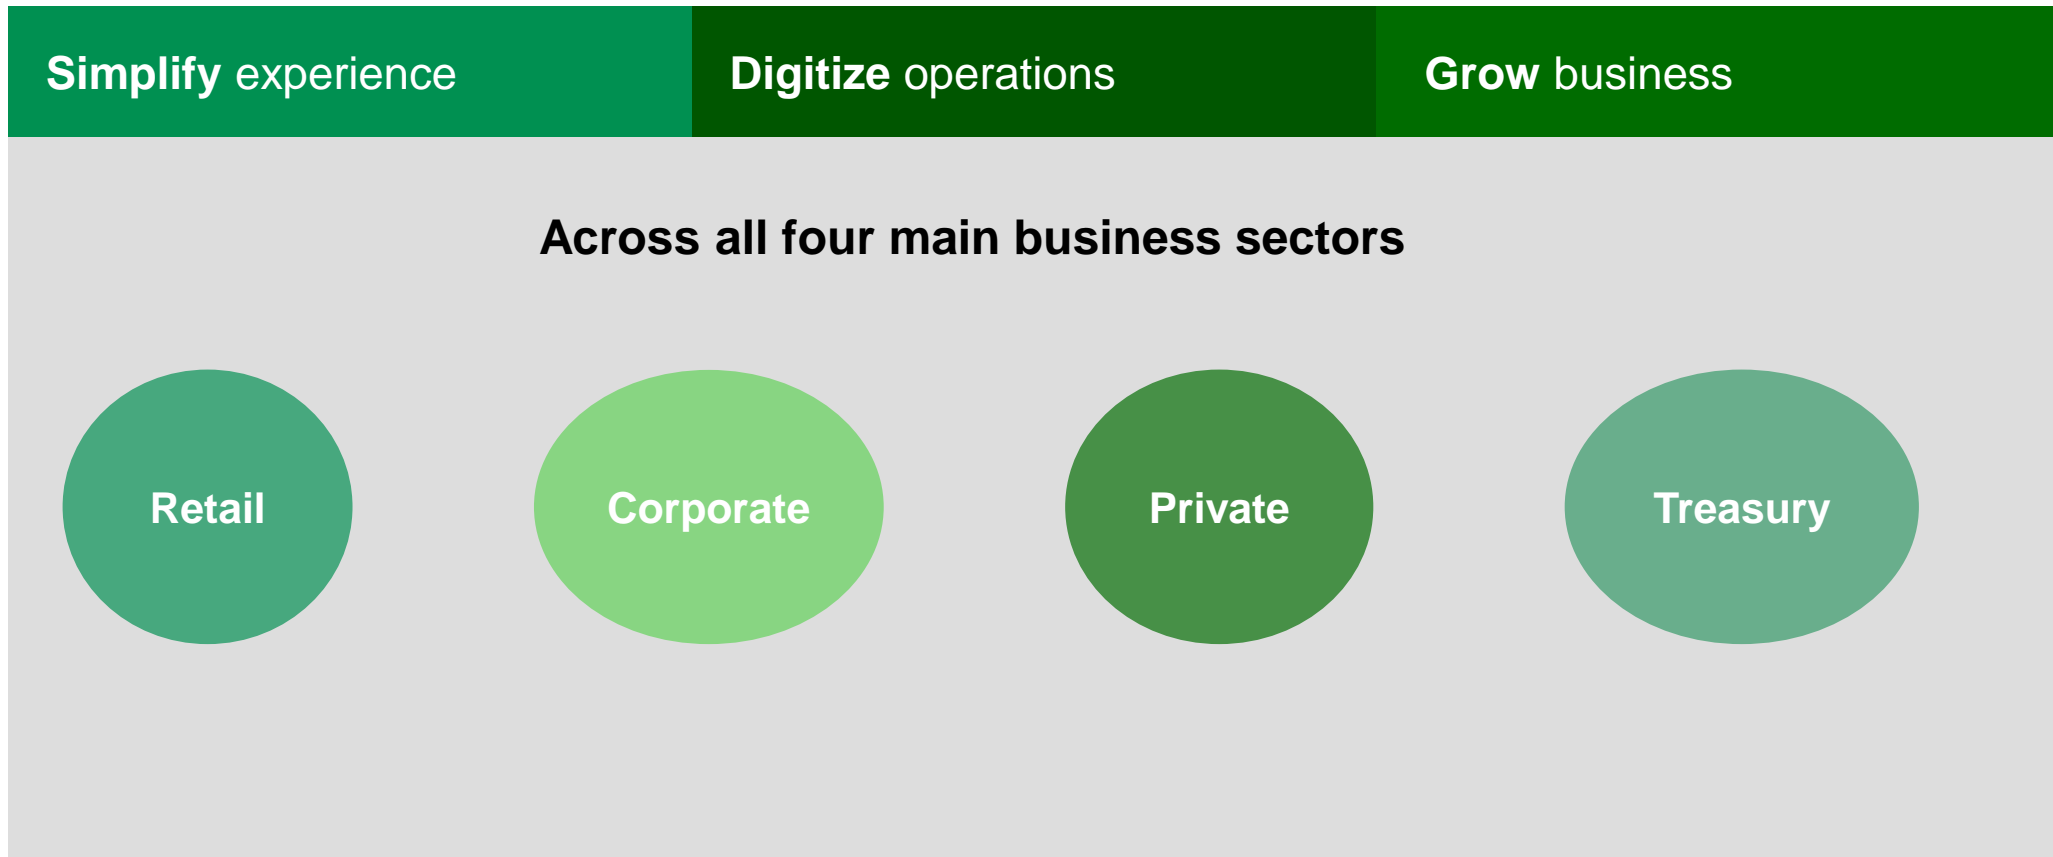 Simplify experience
Digitize operations
Grow business
Across all four main business sectors
Retail
Corporate
Private
Treasury